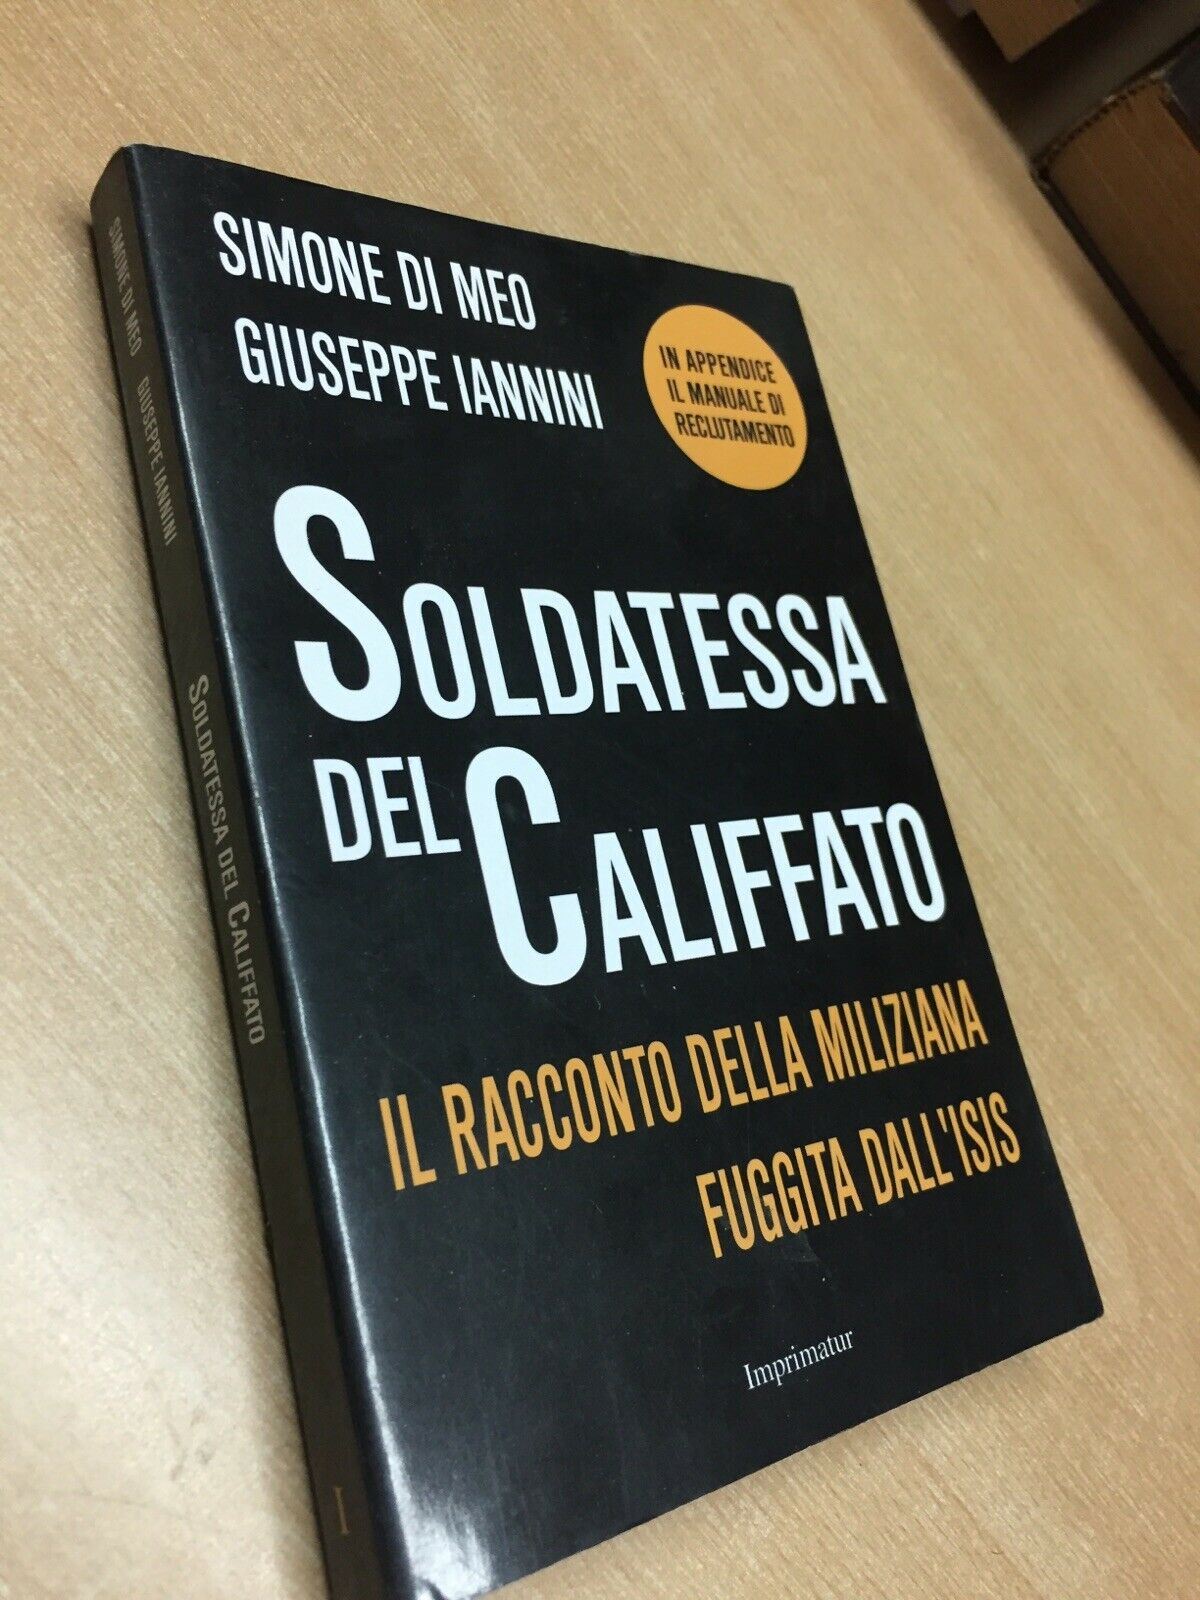 SIMONE DI MEO
GIUSEPPE IANNINI
IN APPENDICE
IL MANUALE DI
RECLUTAMENTO
SOLDATESSA
DEL CALIFFATO
IL RACCONTO DELLA MILIZIANA
FUGGITA DALL'ISIS
Imprimatur
SIMONE DI MEO GIUSEPPE IANNINI SOLDATESSA DEL CALIFFATO I